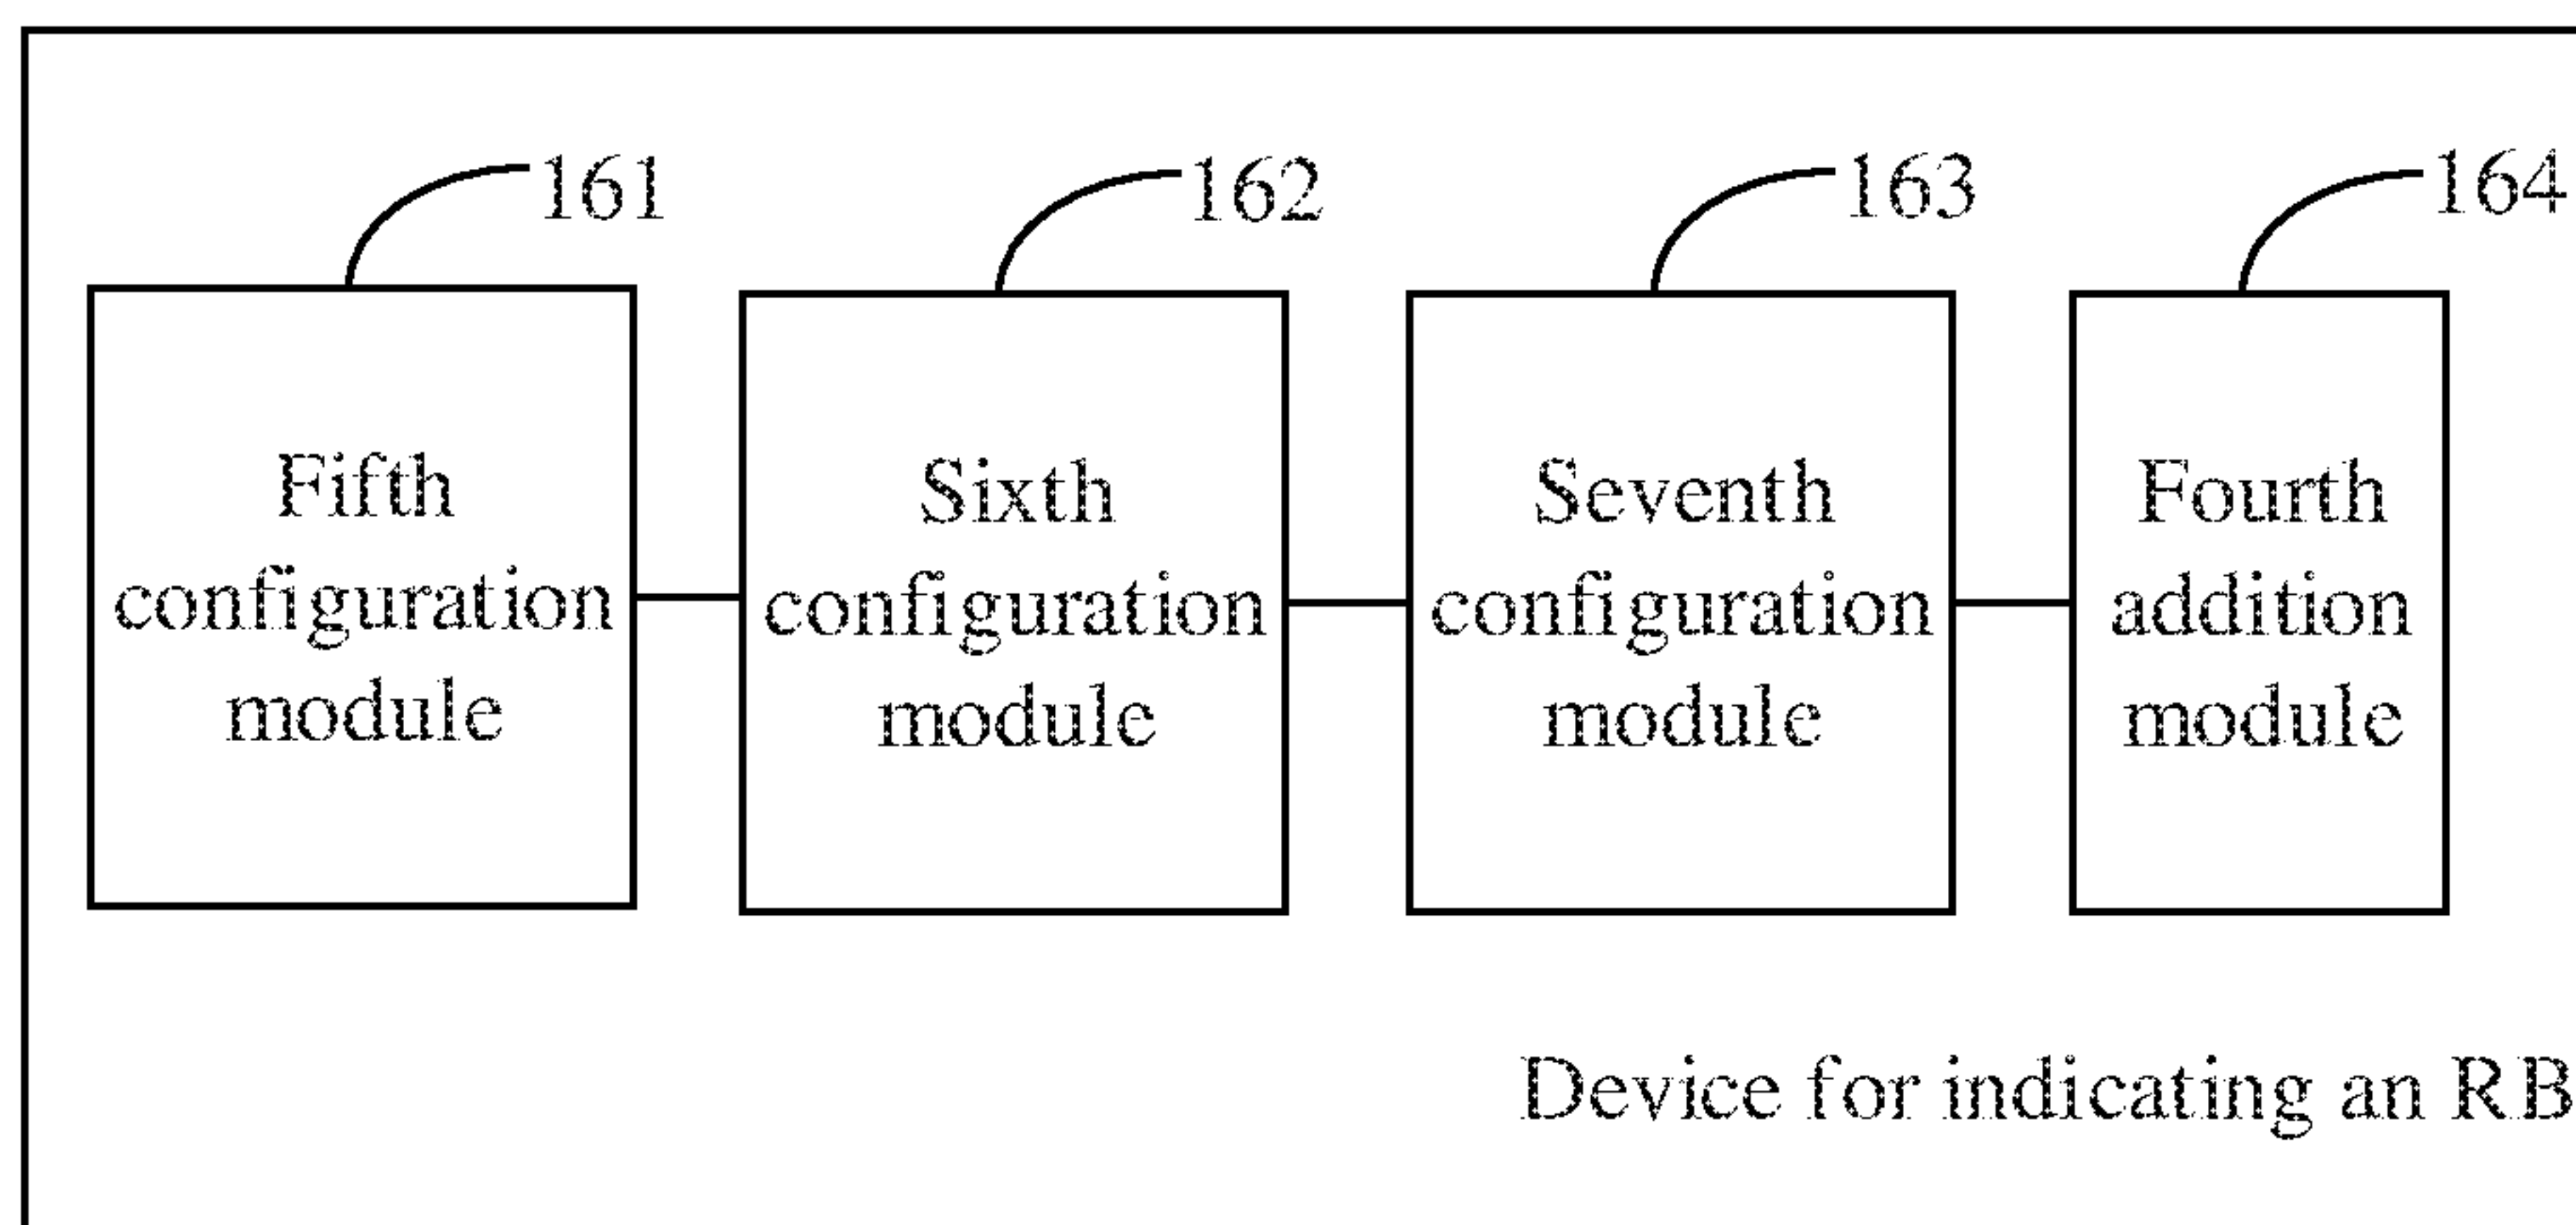 161 162 163 164
Fifth
configuration
module
Sixth
configuration
module
Seventh
configuration
module
Fourth
addition
module
Device for indicating an RB